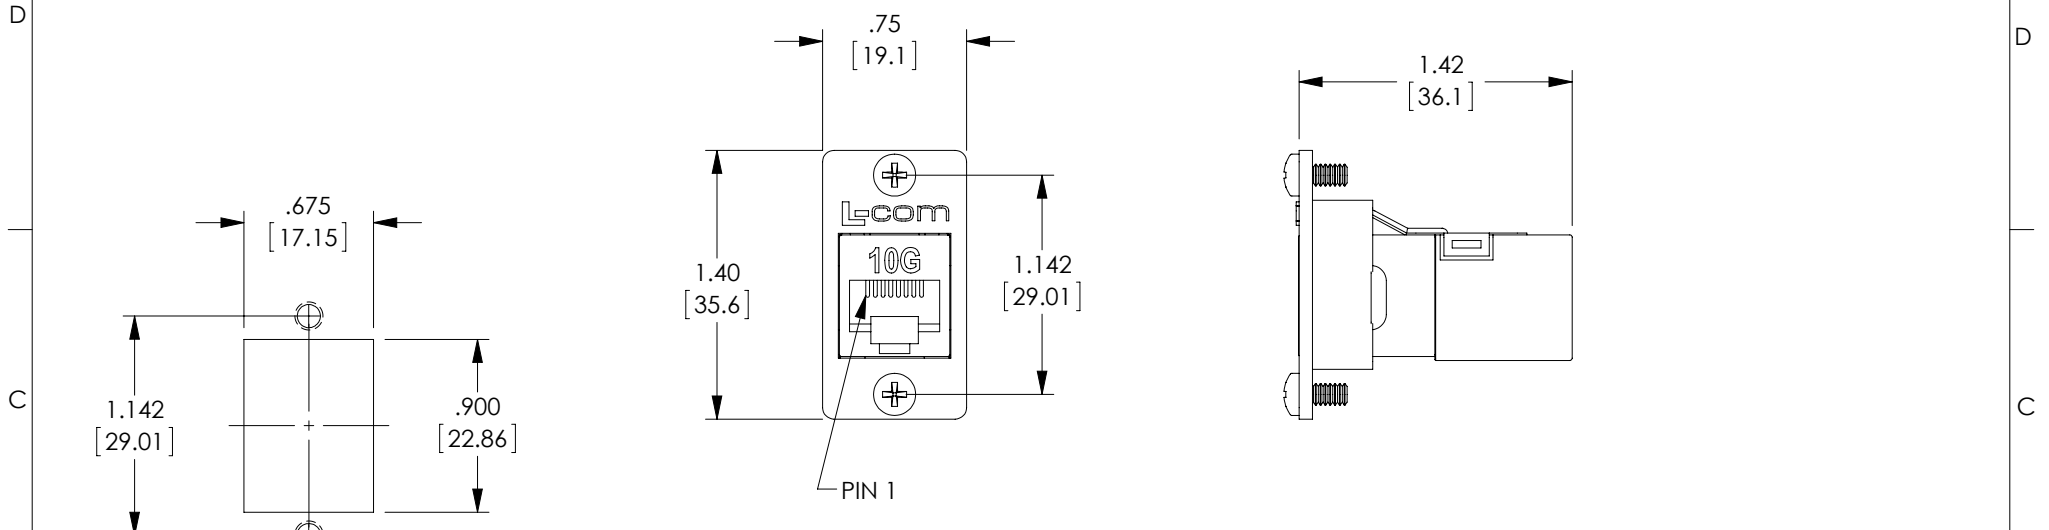 D
D
C
C
.675
[17.15]
1.142
[29.01]
.900
[22.86]
.75
[19.1]
1.40
[35.6]
L-com
10G
1.142
[29.01]
PIN 1
1.42
[36.1]